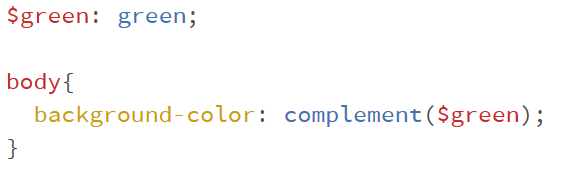 $green: green;
body{
background-color: complement($green);
}